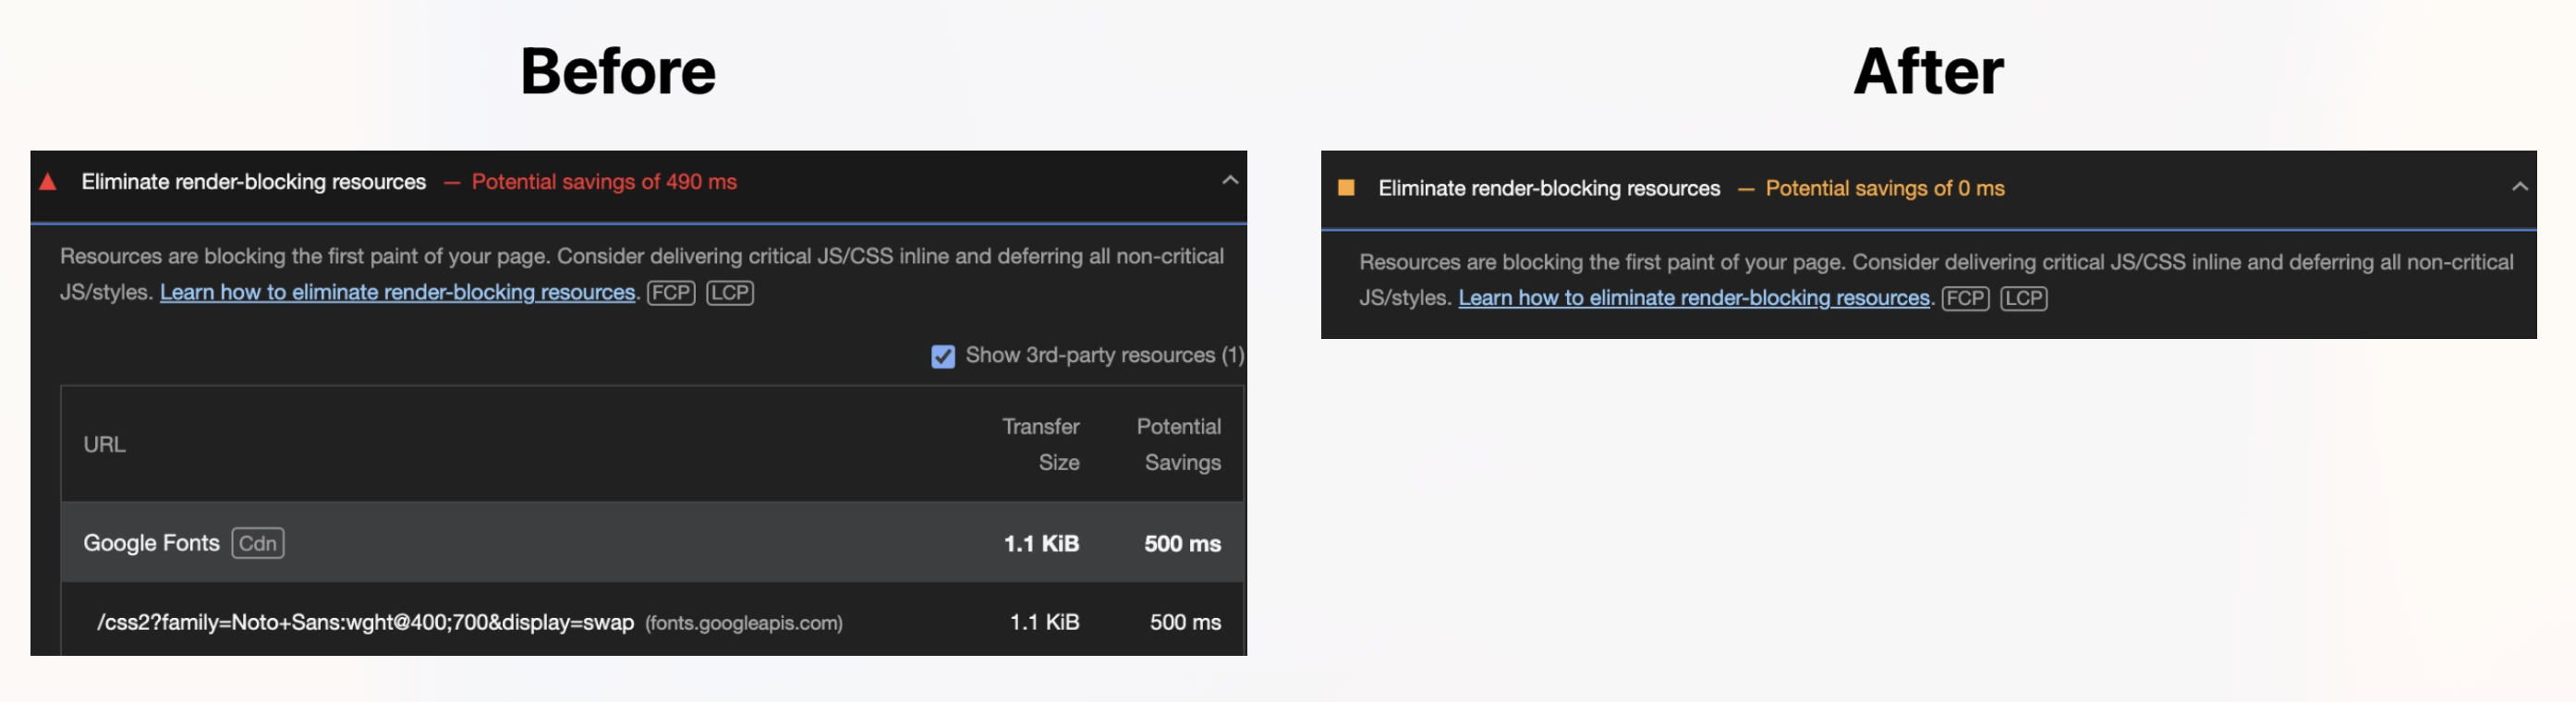 Before
Eliminate render-blocking resources — Potential savings of 490 ms
Resources are blocking the first paint of your page. Consider delivering critical JS/CSS inline and deferring all non-critical
JS/styles. Learn how to eliminate render-blocking resources. FCP LCP
Show 3rd-party resources (1)
URL
Transfer
Size
Potential
Savings
Google Fonts Cdn 1.1 KiB 500 ms
/css2?family=Noto+Sans:wght@400;700&display=swap (fonts.googleapis.com) 1.1 KiB 500 ms
After
Eliminate render-blocking resources — Potential savings of 0 ms
Resources are blocking the first paint of your page. Consider delivering critical JS/CSS inline and deferring all non-critical
JS/styles. Learn how to eliminate render-blocking resources. FCP LCP